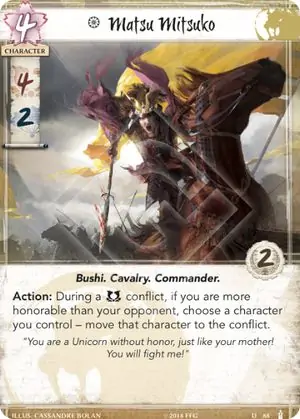 4
Matsu Mitsuko
CHARACTER
4
2
2
Bushi. Cavalry. Commander.
Action: During a conflict, if you are more
honorable than your opponent, choose a character
you control – move that character to the conflict.
"You are a Unicorn without honor, just like your mother!
You will fight me!"
ILLUS: CASSANDRE BOLAN
©2018 FFG
88